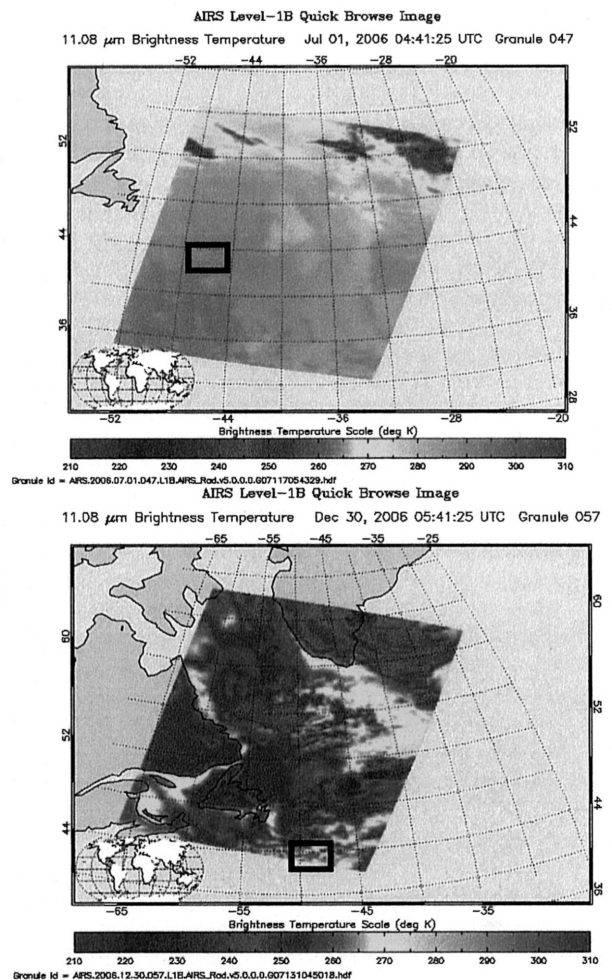 AIRS Level-1B Quick Browse Image
11.08 μm Brightness Temperature Jul 01, 2006 04:41:25 UTC Granule 047
-52 -44 -36 -28
52 52
44 44
36 36
28
-52 -44 -36 -28 -20
Brightness Temperature Scale (deg K)
210 220 230 240 250 260 270 280 290 300 310
Granule Id = AIRS.2006.07.01.047.L1B.AIRS_Rad.v5.0.0.0.G07117054329.hdf
AIRS Level-1B Quick Browse Image
11.08 μm Brightness Temperature Dec 30, 2006 05:41:25 UTC Granule 057
-65 -55 -45 -35 -25
60 60
52 52
44 44
36
-65 -55 -45 -35
Brightness Temperature Scale (deg K)
210 220 230 240 250 260 270 280 290 300 310
Granule Id = AIRS.2006.12.30.057.L1B.AIRS_Rad.v5.0.0.0.G07131045018.hdf